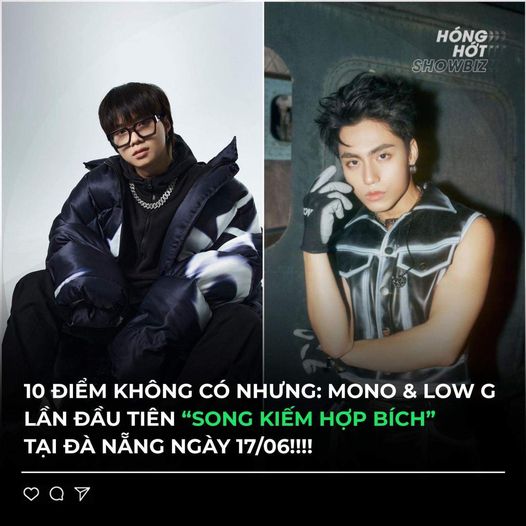 HÓNG
HỚT
SHOWBIZ
10 ĐIỂM KHÔNG CÓ NHƯNG: MONO & LOW G
LẦN ĐẦU TIÊN “SONG KIẾM HỢP BÍCH”
TẠI ĐÀ NẴNG NGÀY 17/06!!!!